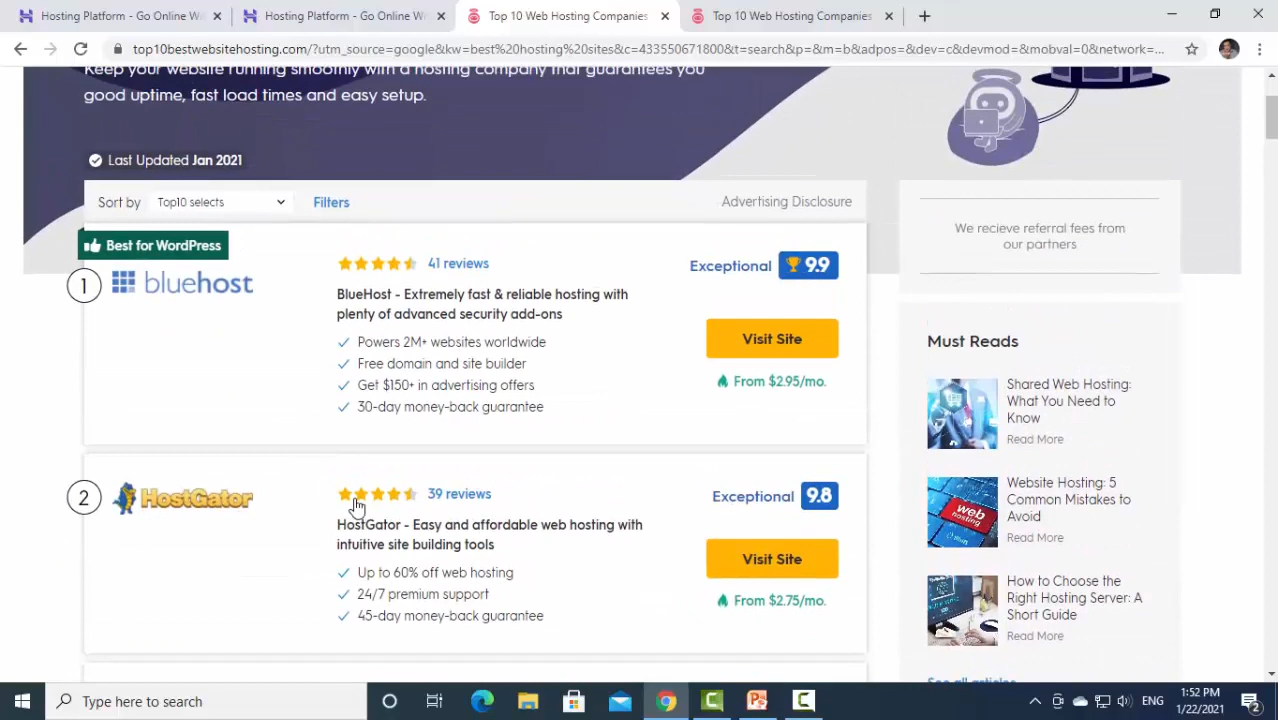 Hosting Platform - Go Online W
Hosting Platform - Go Online W
Top 10 Web Hosting Companies
Top 10 Web Hosting Companies
top10bestwebsitehosting.com/?utm_source=google&kw=best%20hosting%20sites&c=433550671800&t=search&p=&m=b&adpos=&dev=c&devmod=&mobval=0&network=...
Keep your website running smoothly with a hosting company that guarantees you
good uptime, fast load times and easy setup.
Last Updated Jan 2021
Sort by
Top10 selects
Filters
Advertising Disclosure
Best for WordPress
1
bluehost
41 reviews
BlueHost - Extremely fast & reliable hosting with
plenty of advanced security add-ons
Powers 2M+ websites worldwide
Free domain and site builder
Get $150+ in advertising offers
30-day money-back guarantee
Exceptional
9.9
Visit Site
From $2.95/mo.
2
HostGator
39 reviews
HostGator - Easy and affordable web hosting with
intuitive site building tools
Up to 60% off web hosting
24/7 premium support
45-day money-back guarantee
Exceptional
9.8
Visit Site
From $2.75/mo.
We recieve referral fees from
our partners
Must Reads
Shared Web Hosting:
What You Need to
Know
Read More
web
hosting
Website Hosting: 5
Common Mistakes to
Avoid
Read More
How to Choose the
Right Hosting Server: A
Short Guide
Read More
See all articles
Type here to search
ENG
1:52 PM
1/22/2021
2